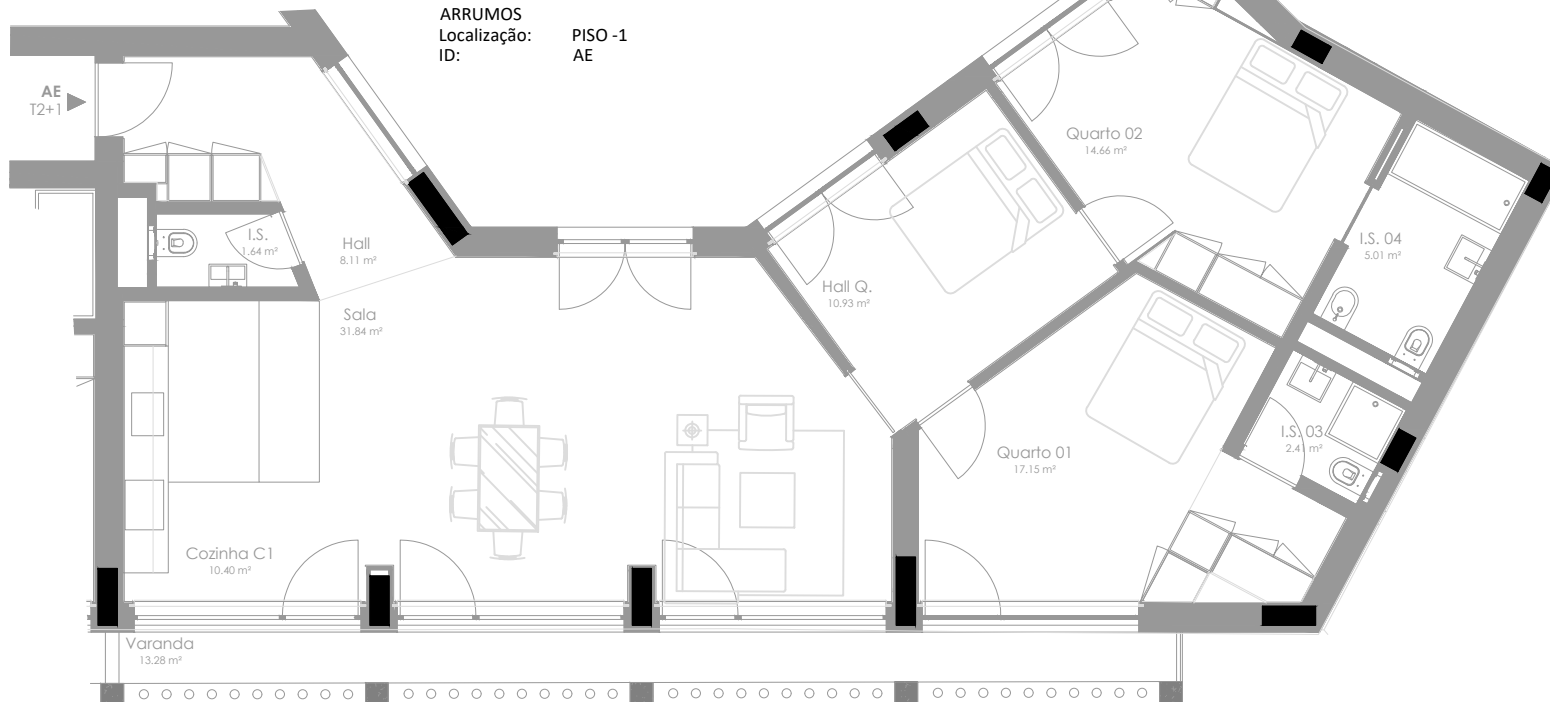 ARRUMOS
Localização: PISO -1
ID: AE
AE
T2+1
Quarto 02
14.66 m²
I.S.
1.64 m²
Hall
8.11 m²
I.S. 04
5.01 m²
Hall Q.
10.93 m²
Sala
31.84 m²
I.S. 03
2.41 m²
Quarto 01
17.15 m²
Cozinha C1
10.40 m²
Varanda
13.28 m²